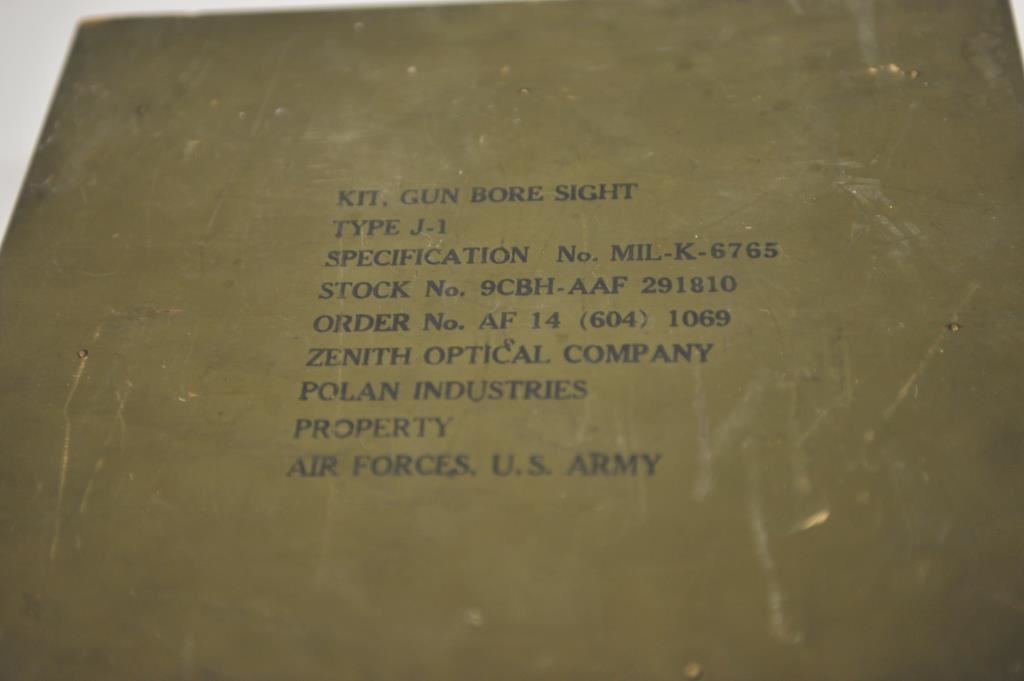 KIT, GUN BORE SIGHT
TYPE J-1
SPECIFICATION No. MIL-K-6765
STOCK No. 9CBH-AAF 291810
ORDER No. AF 14 (604) 1069
ZENITH OPTICAL COMPANY
POLAN INDUSTRIES
PROPERTY
AIR FORCES, U.S. ARMY